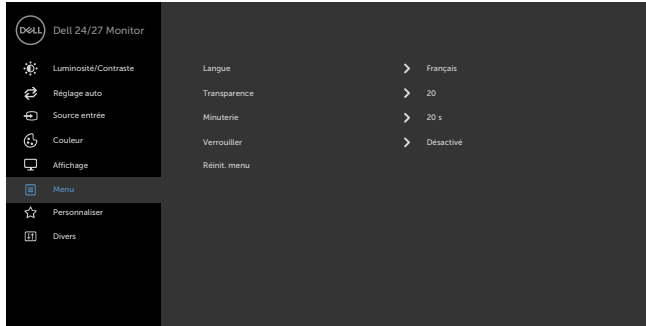 DELL Dell 24/27 Monitor
Luminosité/Contraste
Réglage auto
Source entrée
Couleur
Affichage
Menu
Personnaliser
Divers
Langue Français
Transparence 20
Minuterie 20 s
Verrouiller Désactivé
Réinit. menu